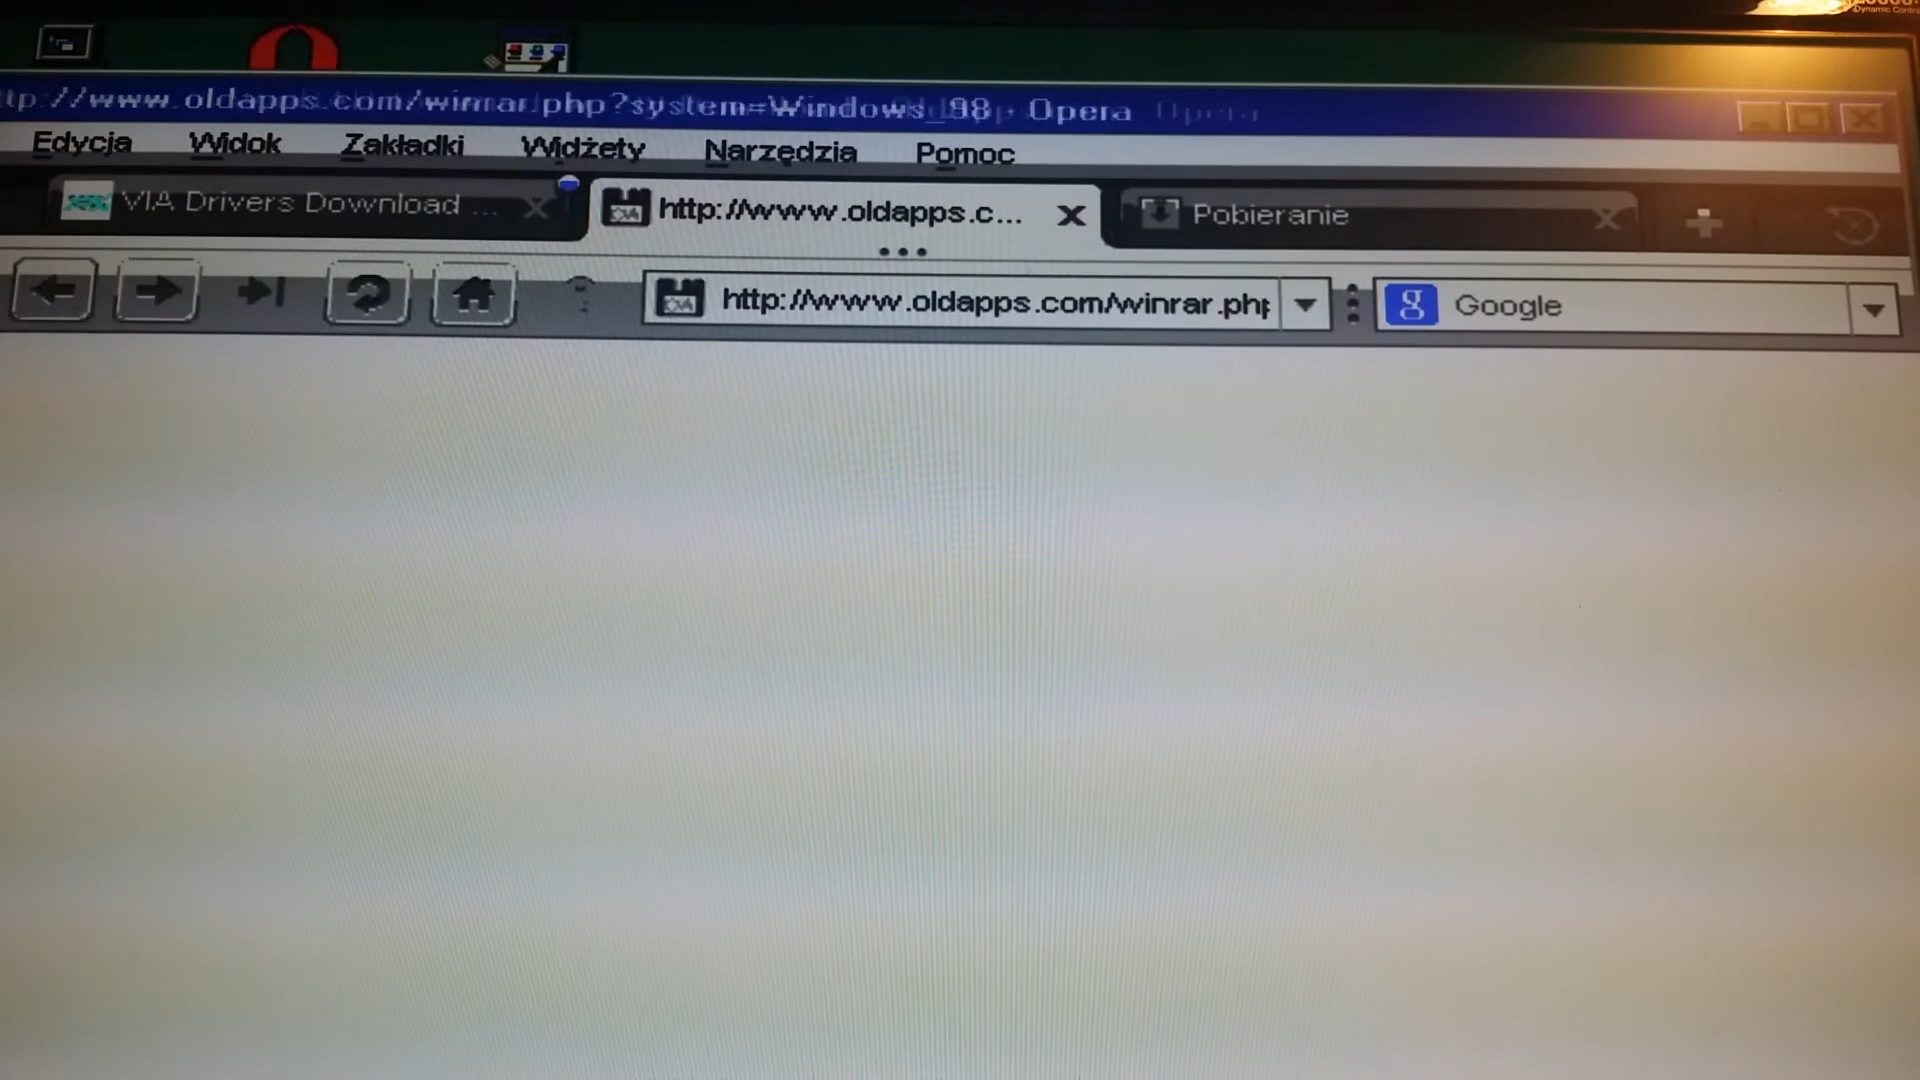 tp://www.oldapps.com/winrar.php?system=Windows_98 - Opera
Edycja Widok Zakładki Widżety Narzędzia Pomoc
VIA Drivers Download ... http://www.oldapps.c... Pobieranie
http://www.oldapps.com/winrar.php Google